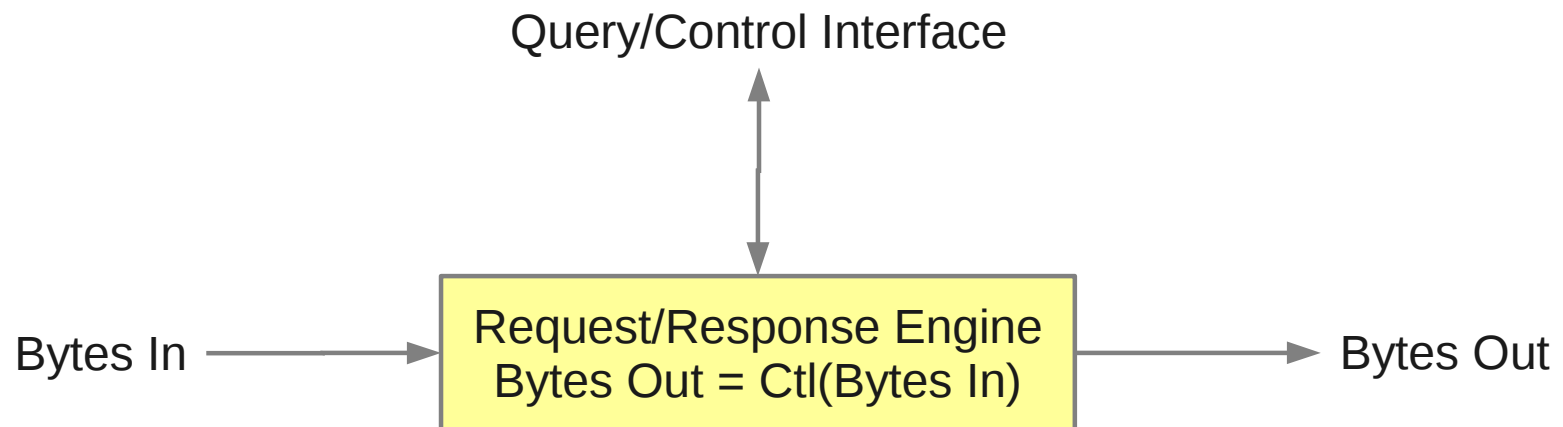 Query/Control Interface
Request/Response Engine
Bytes In
Bytes Out = Ctl(Bytes In)
Bytes Out